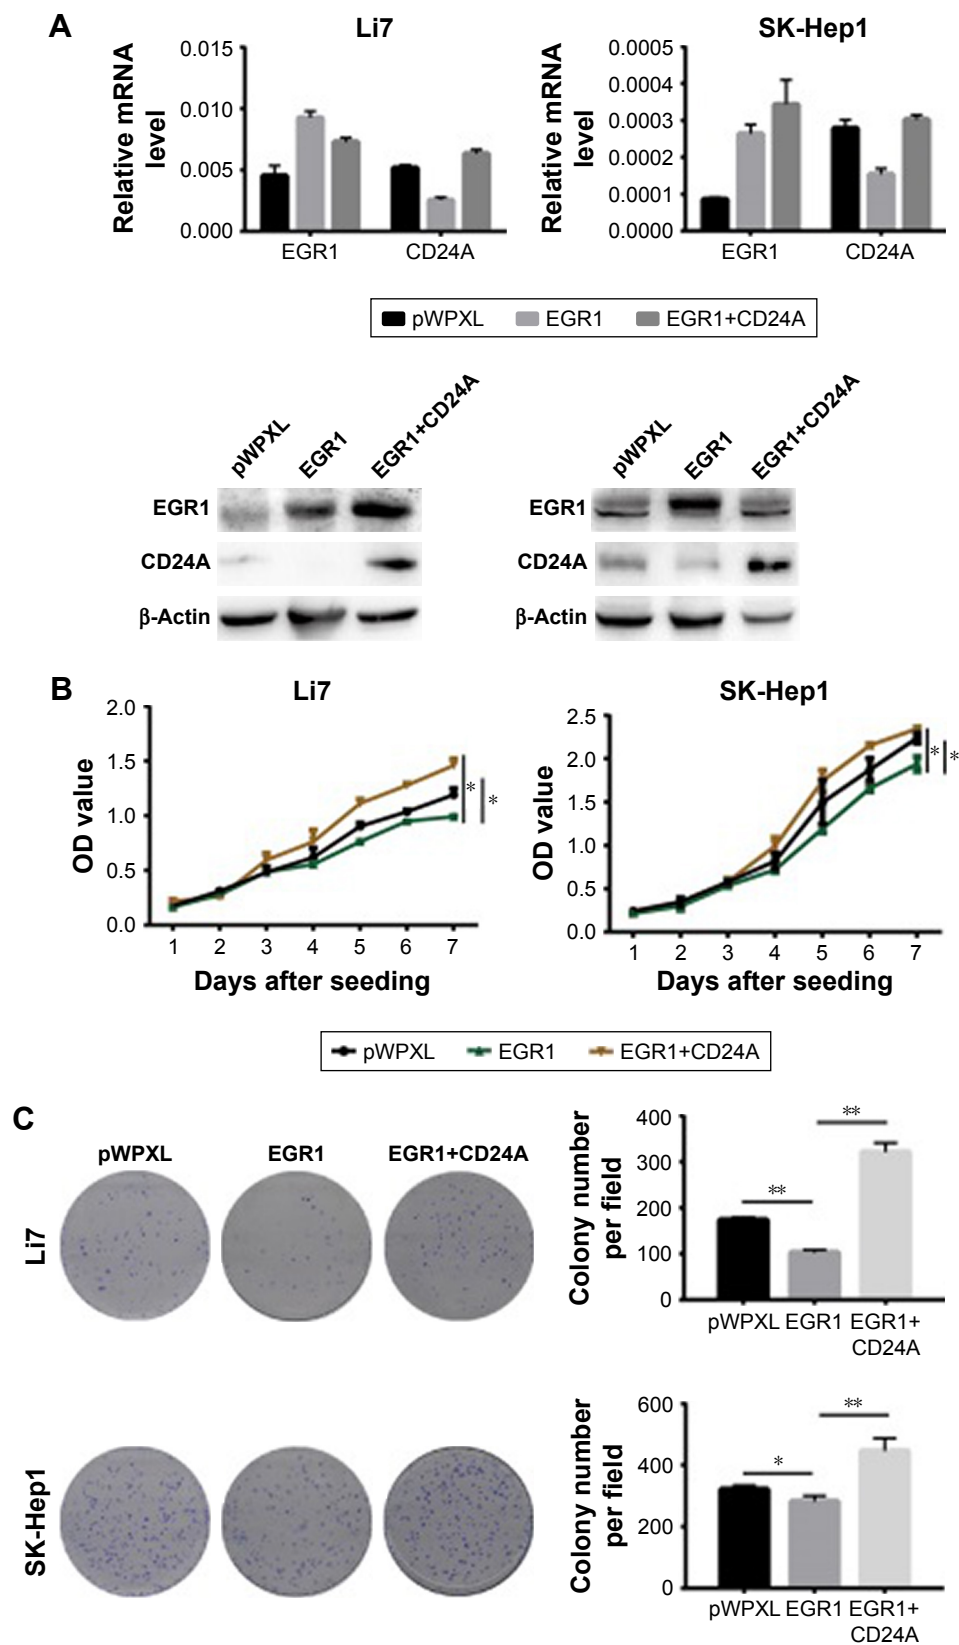 A
Li7
SK-Hep1
Relative mRNA
level
0.015
0.010
0.005
0.000
EGR1
CD24A
Relative mRNA
level
0.0005
0.0004
0.0003
0.0002
0.0001
0.0000
EGR1
CD24A
pWPXL EGR1 EGR1+CD24A
pWPXL EGR1 EGR1+CD24A
EGR1
CD24A
β-Actin
pWPXL EGR1 EGR1+CD24A
EGR1
CD24A
β-Actin
B
Li7
OD value
2.0
1.5
1.0
0.5
0.0
* *
1 2 3 4 5 6 7
Days after seeding
SK-Hep1
OD value
2.5
2.0
1.5
1.0
0.5
0.0
* *
1 2 3 4 5 6 7
Days after seeding
pWPXL EGR1 EGR1+CD24A
C
pWPXL EGR1 EGR1+CD24A
Li7
Colony number
per field
400
300
200
100
0
**
**
pWPXL EGR1 EGR1+
CD24A
SK-Hep1
Colony number
per field
600
400
200
0
*
**
pWPXL EGR1 EGR1+
CD24A